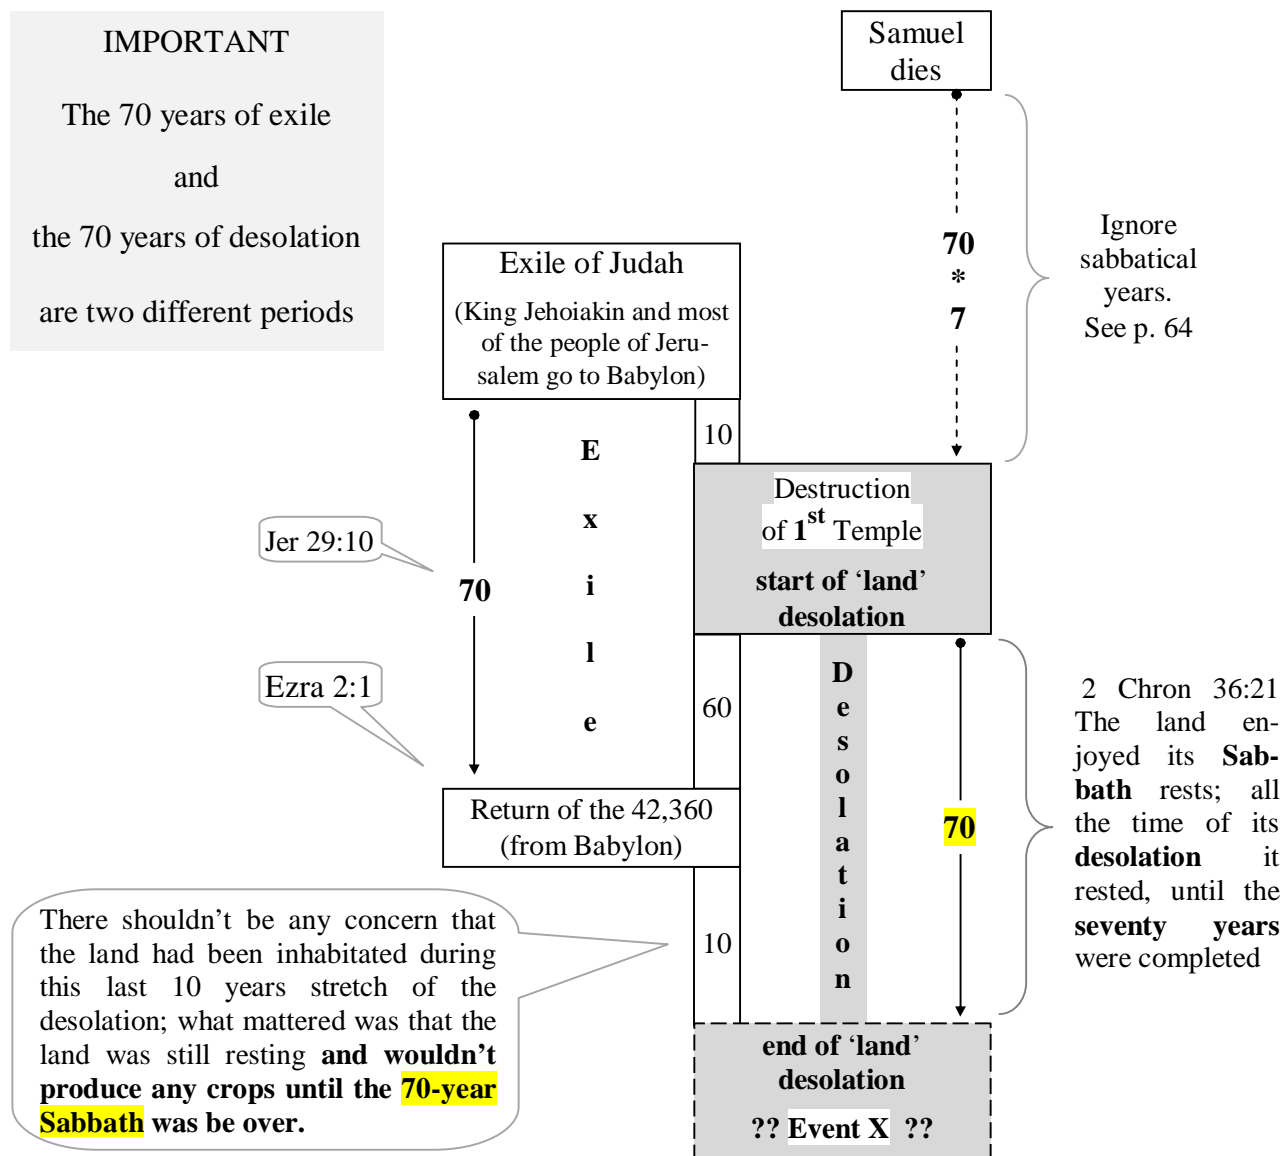 IMPORTANT
The 70 years of exile
and
the 70 years of desolation
are two different periods
Samuel
dies
70
*
7
Ignore
sabbatical
years.
See p. 64
Exile of Judah
(King Jehoiakin and most
of the people of Jeru-
salem go to Babylon)
10
E
x
i
l
e
Jer 29:10
70
Ezra 2:1
Destruction
of 1st Temple
start of ‘land’
desolation
60
D
e
s
o
l
a
t
i
o
n
70
2 Chron 36:21
The land en-
joyed its Sab-
bath rests; all
the time of its
desolation it
rested, until the
seventy years
were completed
Return of the 42,360
(from Babylon)
10
There shouldn’t be any concern that
the land had been inhabitated during
this last 10 years stretch of the
desolation; what mattered was that the
land was still resting and wouldn’t
produce any crops until the 70-year
Sabbath was be over.
end of ‘land’
desolation
?? Event X ??